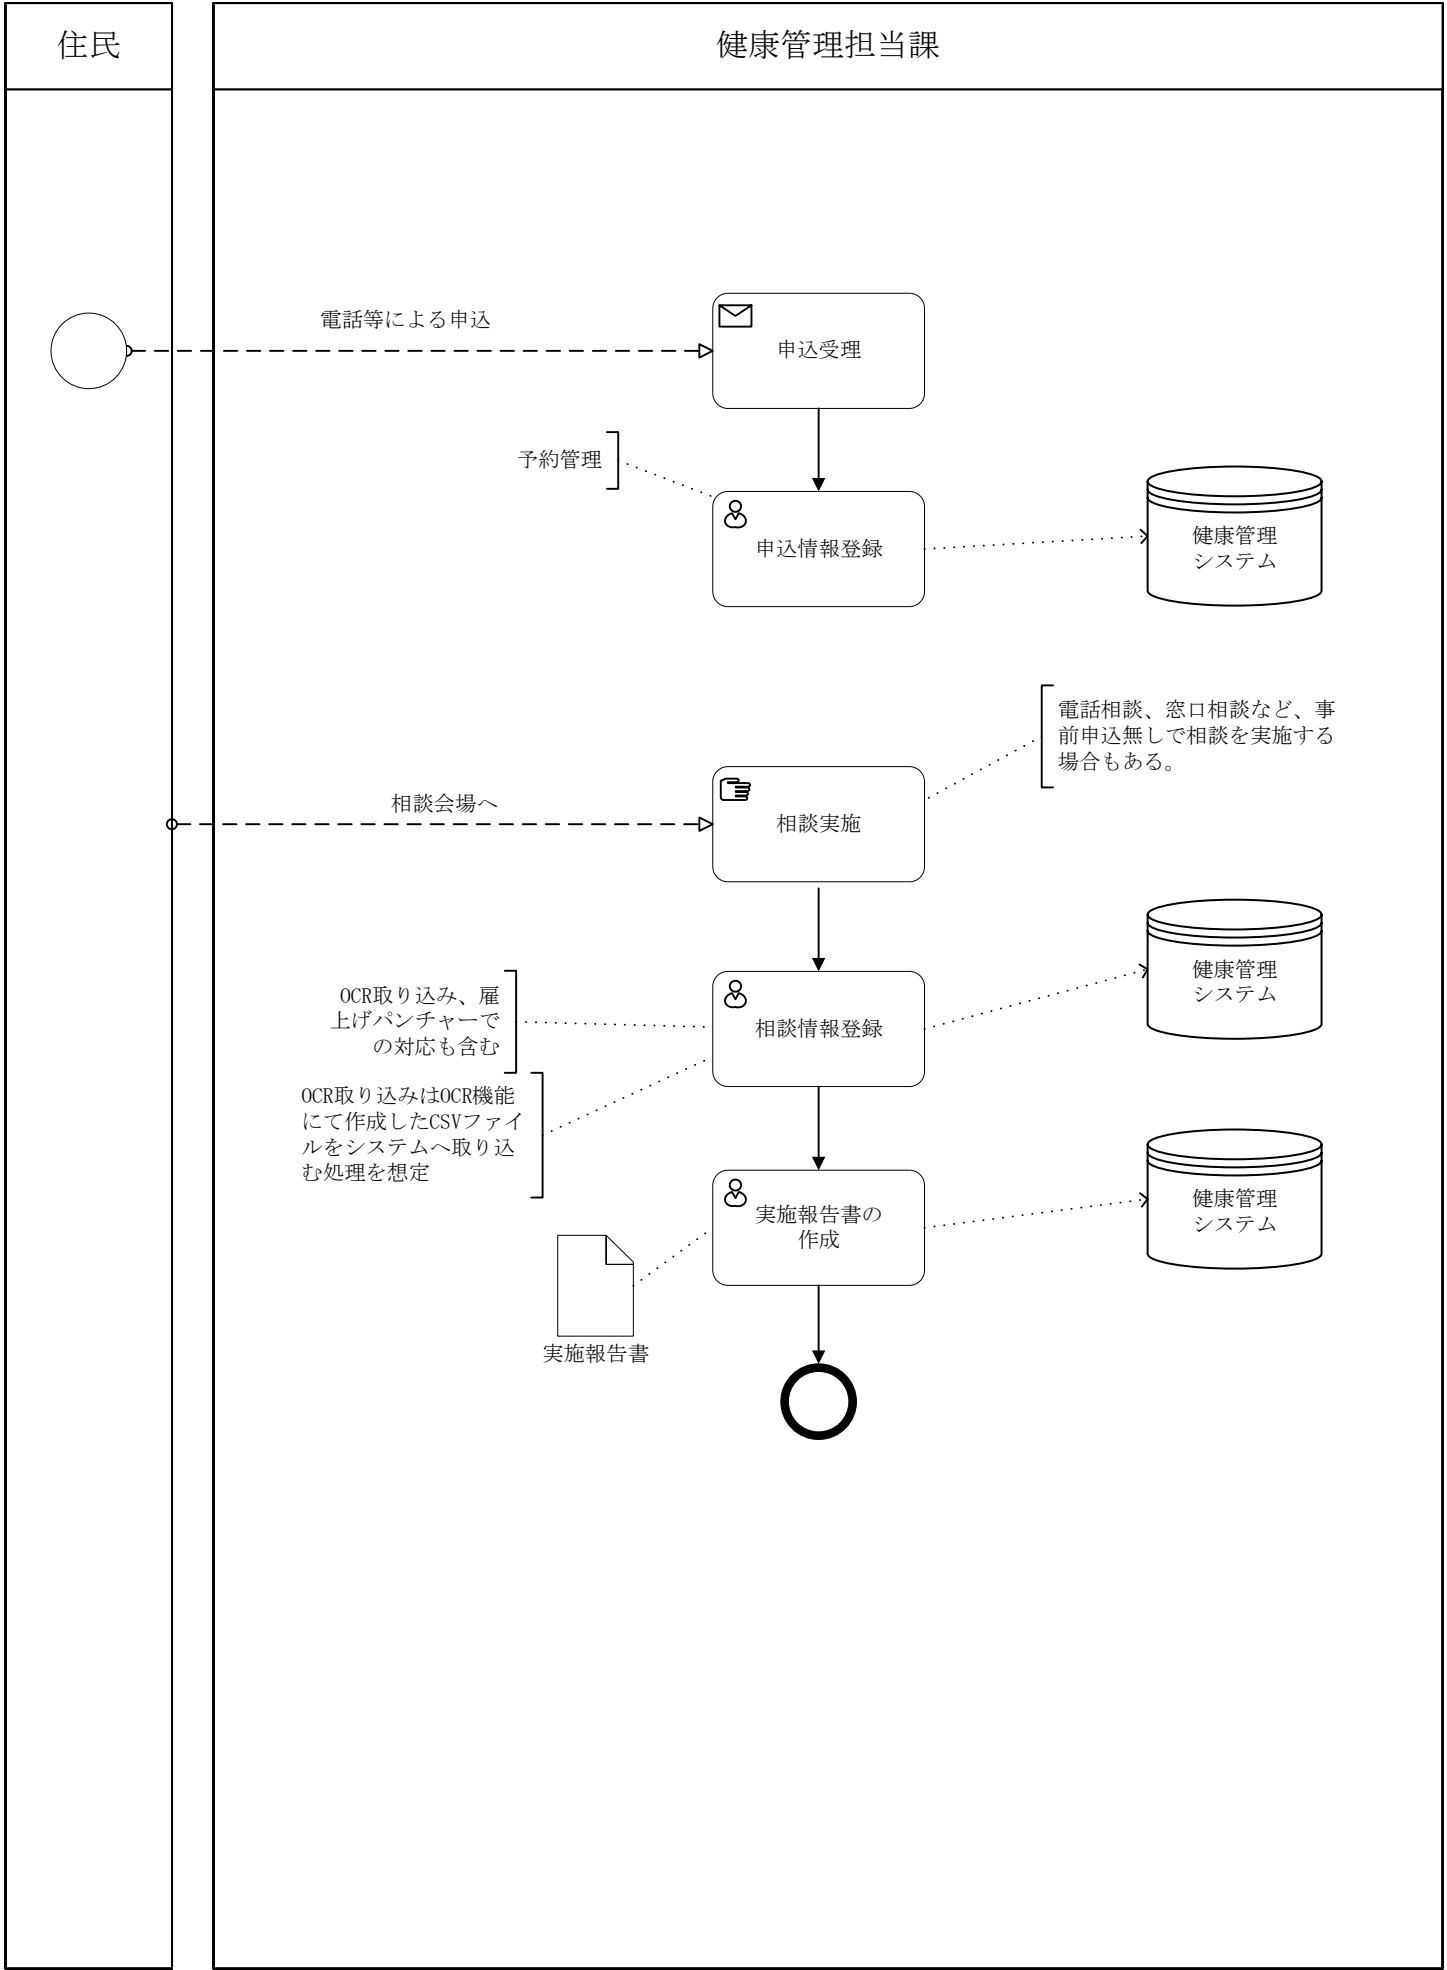 住民
健康管理担当課
電話等による申込
申込受理
予約管理
申込情報登録
健康管理
システム
電話相談、窓口相談など、事
前申込無しで相談を実施する
場合もある。
相談会場へ
相談実施
OCR取り込み、雇
上げパンチャーで
の対応も含む
相談情報登録
健康管理
システム
OCR取り込みはOCR機能
にて作成したCSVファイ
ルをシステムへ取り込
む処理を想定
実施報告書の
作成
健康管理
システム
実施報告書